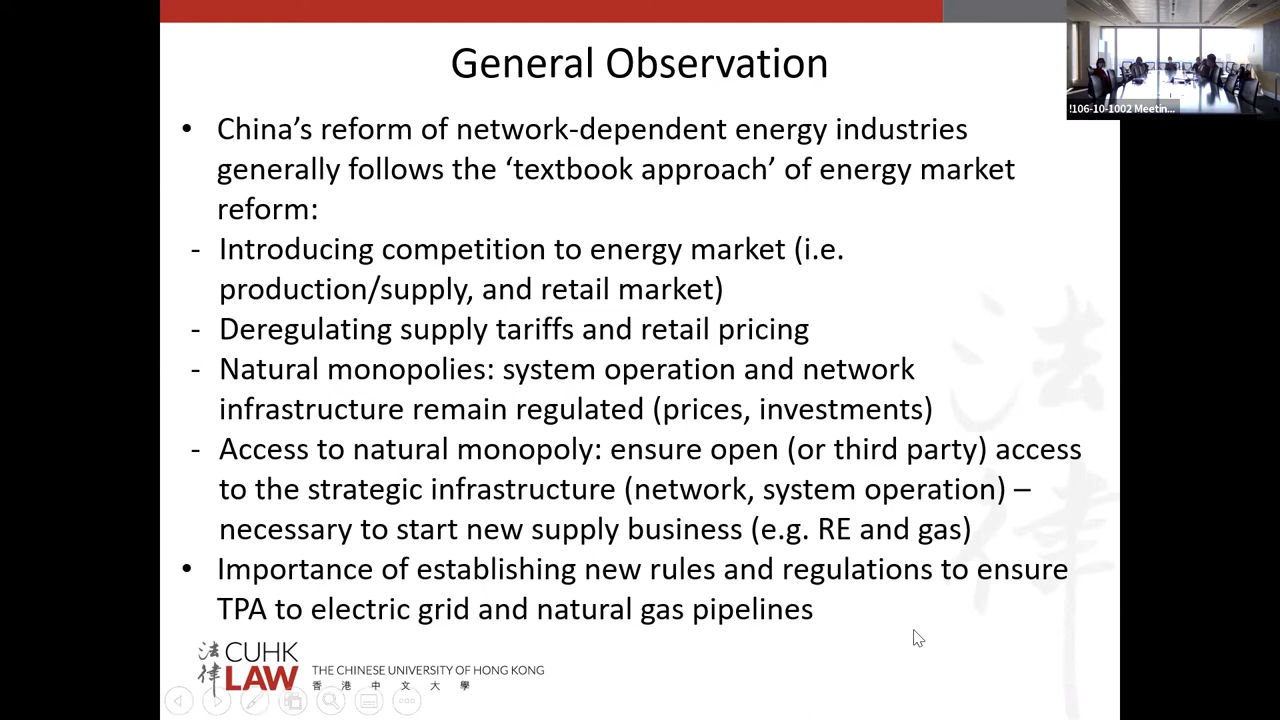 General Observation
!106-10-1002 Meetin...
• China’s reform of network-dependent energy industries
generally follows the ‘textbook approach’ of energy market
reform:
- Introducing competition to energy market (i.e.
production/supply, and retail market)
- Deregulating supply tariffs and retail pricing
- Natural monopolies: system operation and network
infrastructure remain regulated (prices, investments)
- Access to natural monopoly: ensure open (or third party) access
to the strategic infrastructure (network, system operation) –
necessary to start new supply business (e.g. RE and gas)
• Importance of establishing new rules and regulations to ensure
TPA to electric grid and natural gas pipelines
法律
法律
CUHK
LAW
THE CHINESE UNIVERSITY OF HONG KONG
香港中文大學